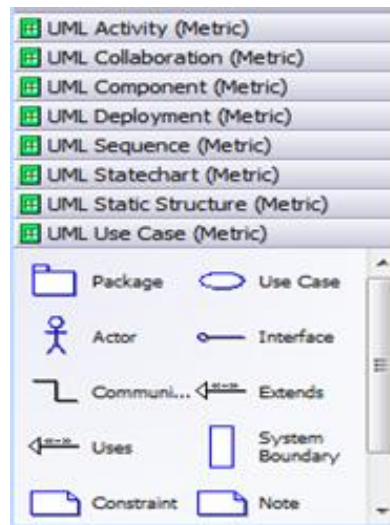 UML Activity (Metric)
UML Collaboration (Metric)
UML Component (Metric)
UML Deployment (Metric)
UML Sequence (Metric)
UML Statechart (Metric)
UML Static Structure (Metric)
UML Use Case (Metric)
Package Use Case
Actor Interface
Communi... Extends
Uses System
Boundary
Constraint Note